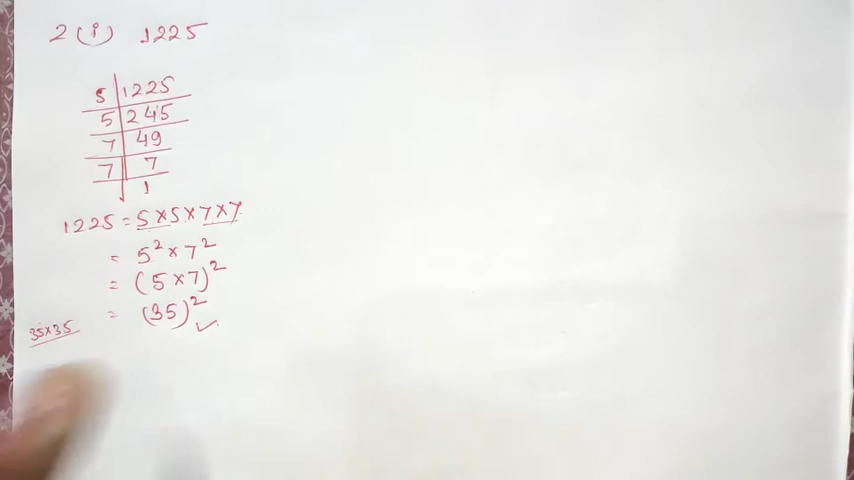 2 (i) 1225
5 | 1225
5 | 245
7 | 49
7 | 7
1
1225 = 5 × 5 × 7 × 7
= 5² × 7²
= (5 × 7)²
= (35)² ✓
35×35